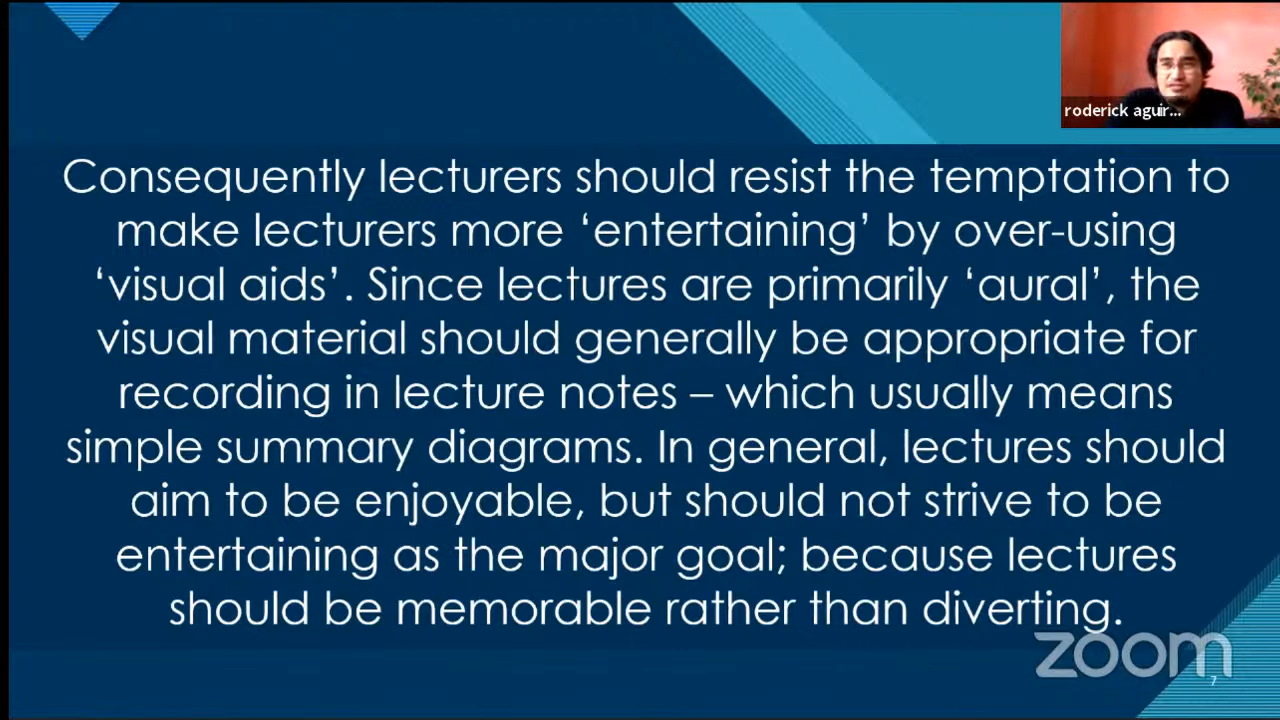 roderick aguir...
Consequently lecturers should resist the temptation to
make lecturers more ‘entertaining’ by over-using
‘visual aids’. Since lectures are primarily ‘aural’, the
visual material should generally be appropriate for
recording in lecture notes – which usually means
simple summary diagrams. In general, lectures should
aim to be enjoyable, but should not strive to be
entertaining as the major goal; because lectures
should be memorable rather than diverting.
zoom
7